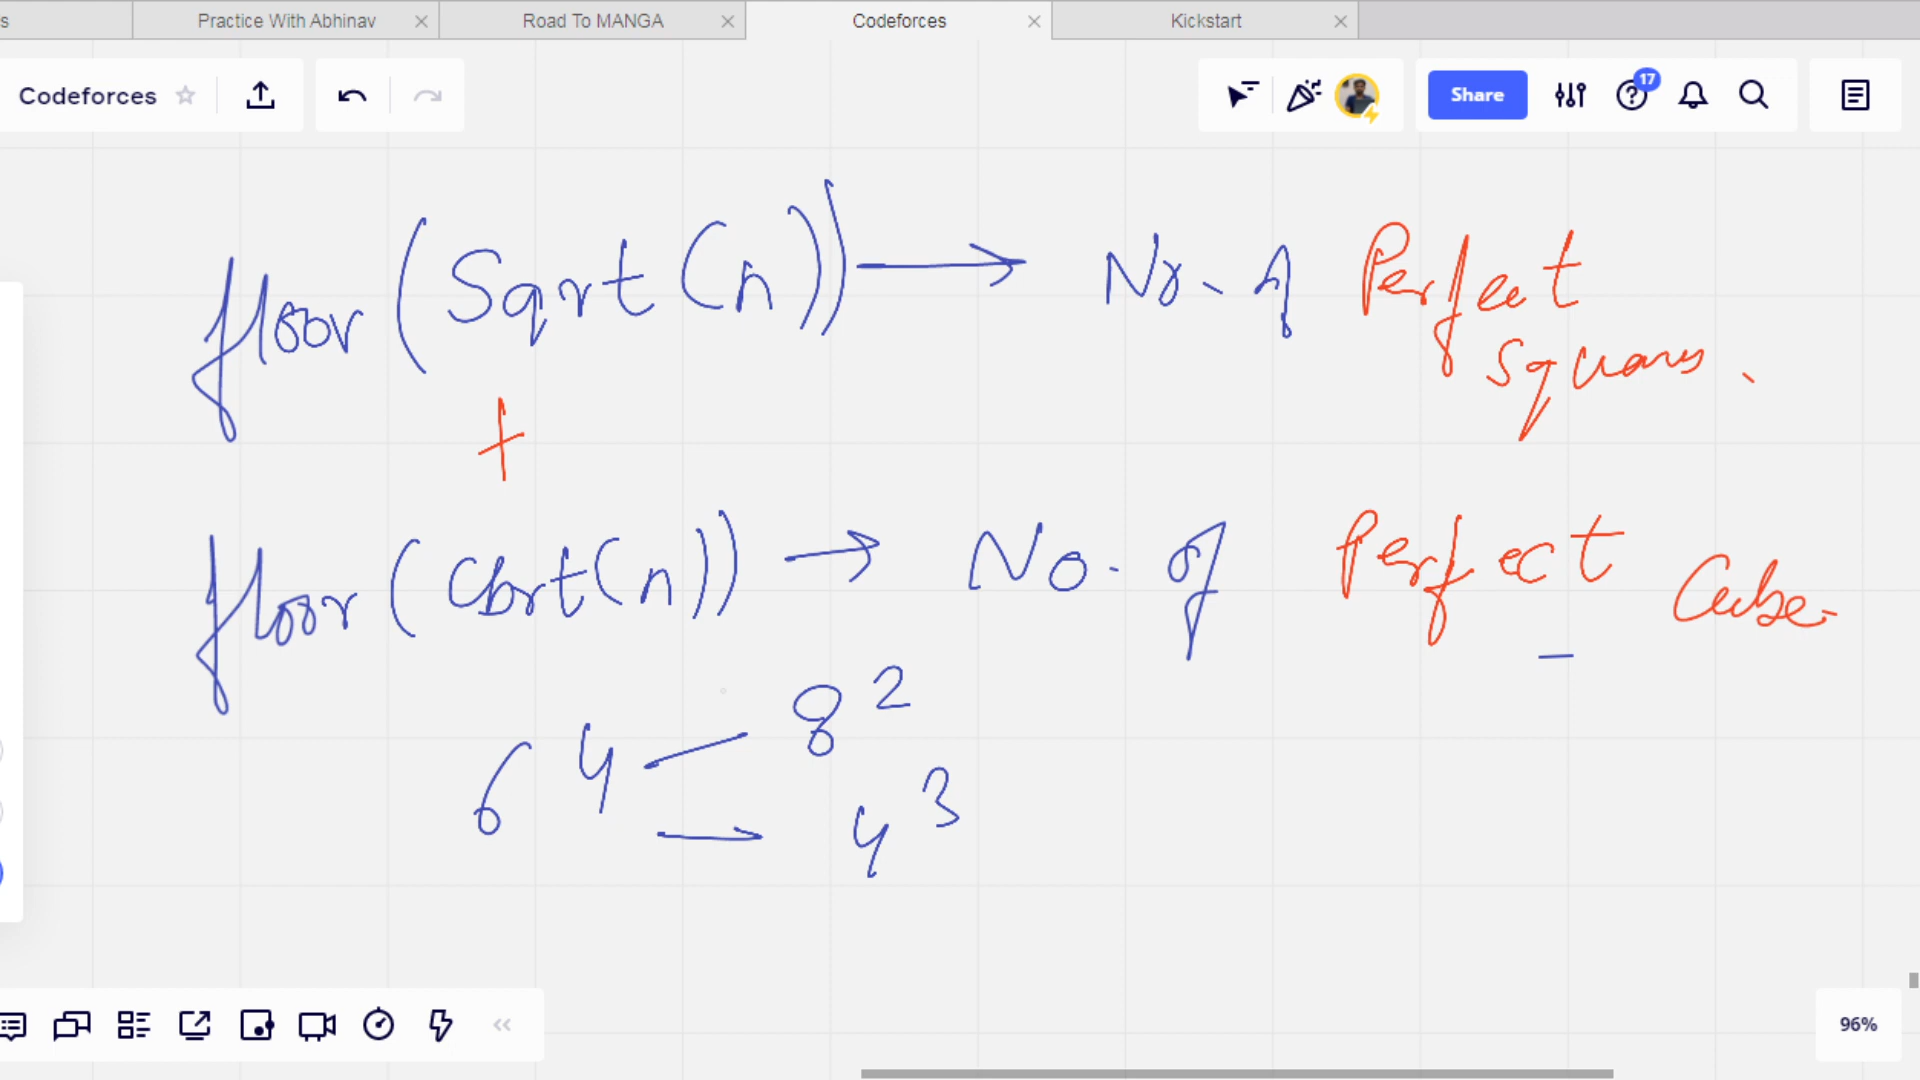 s Practice With Abhinav Road To MANGA Codeforces Kickstart
Codeforces Share 17
floor(Sqrt(n)) → No. of Perfect
Squares.
+
floor(Cbrt(n)) → No. of Perfect Cube.
64 — 8²
→ 4³
96%